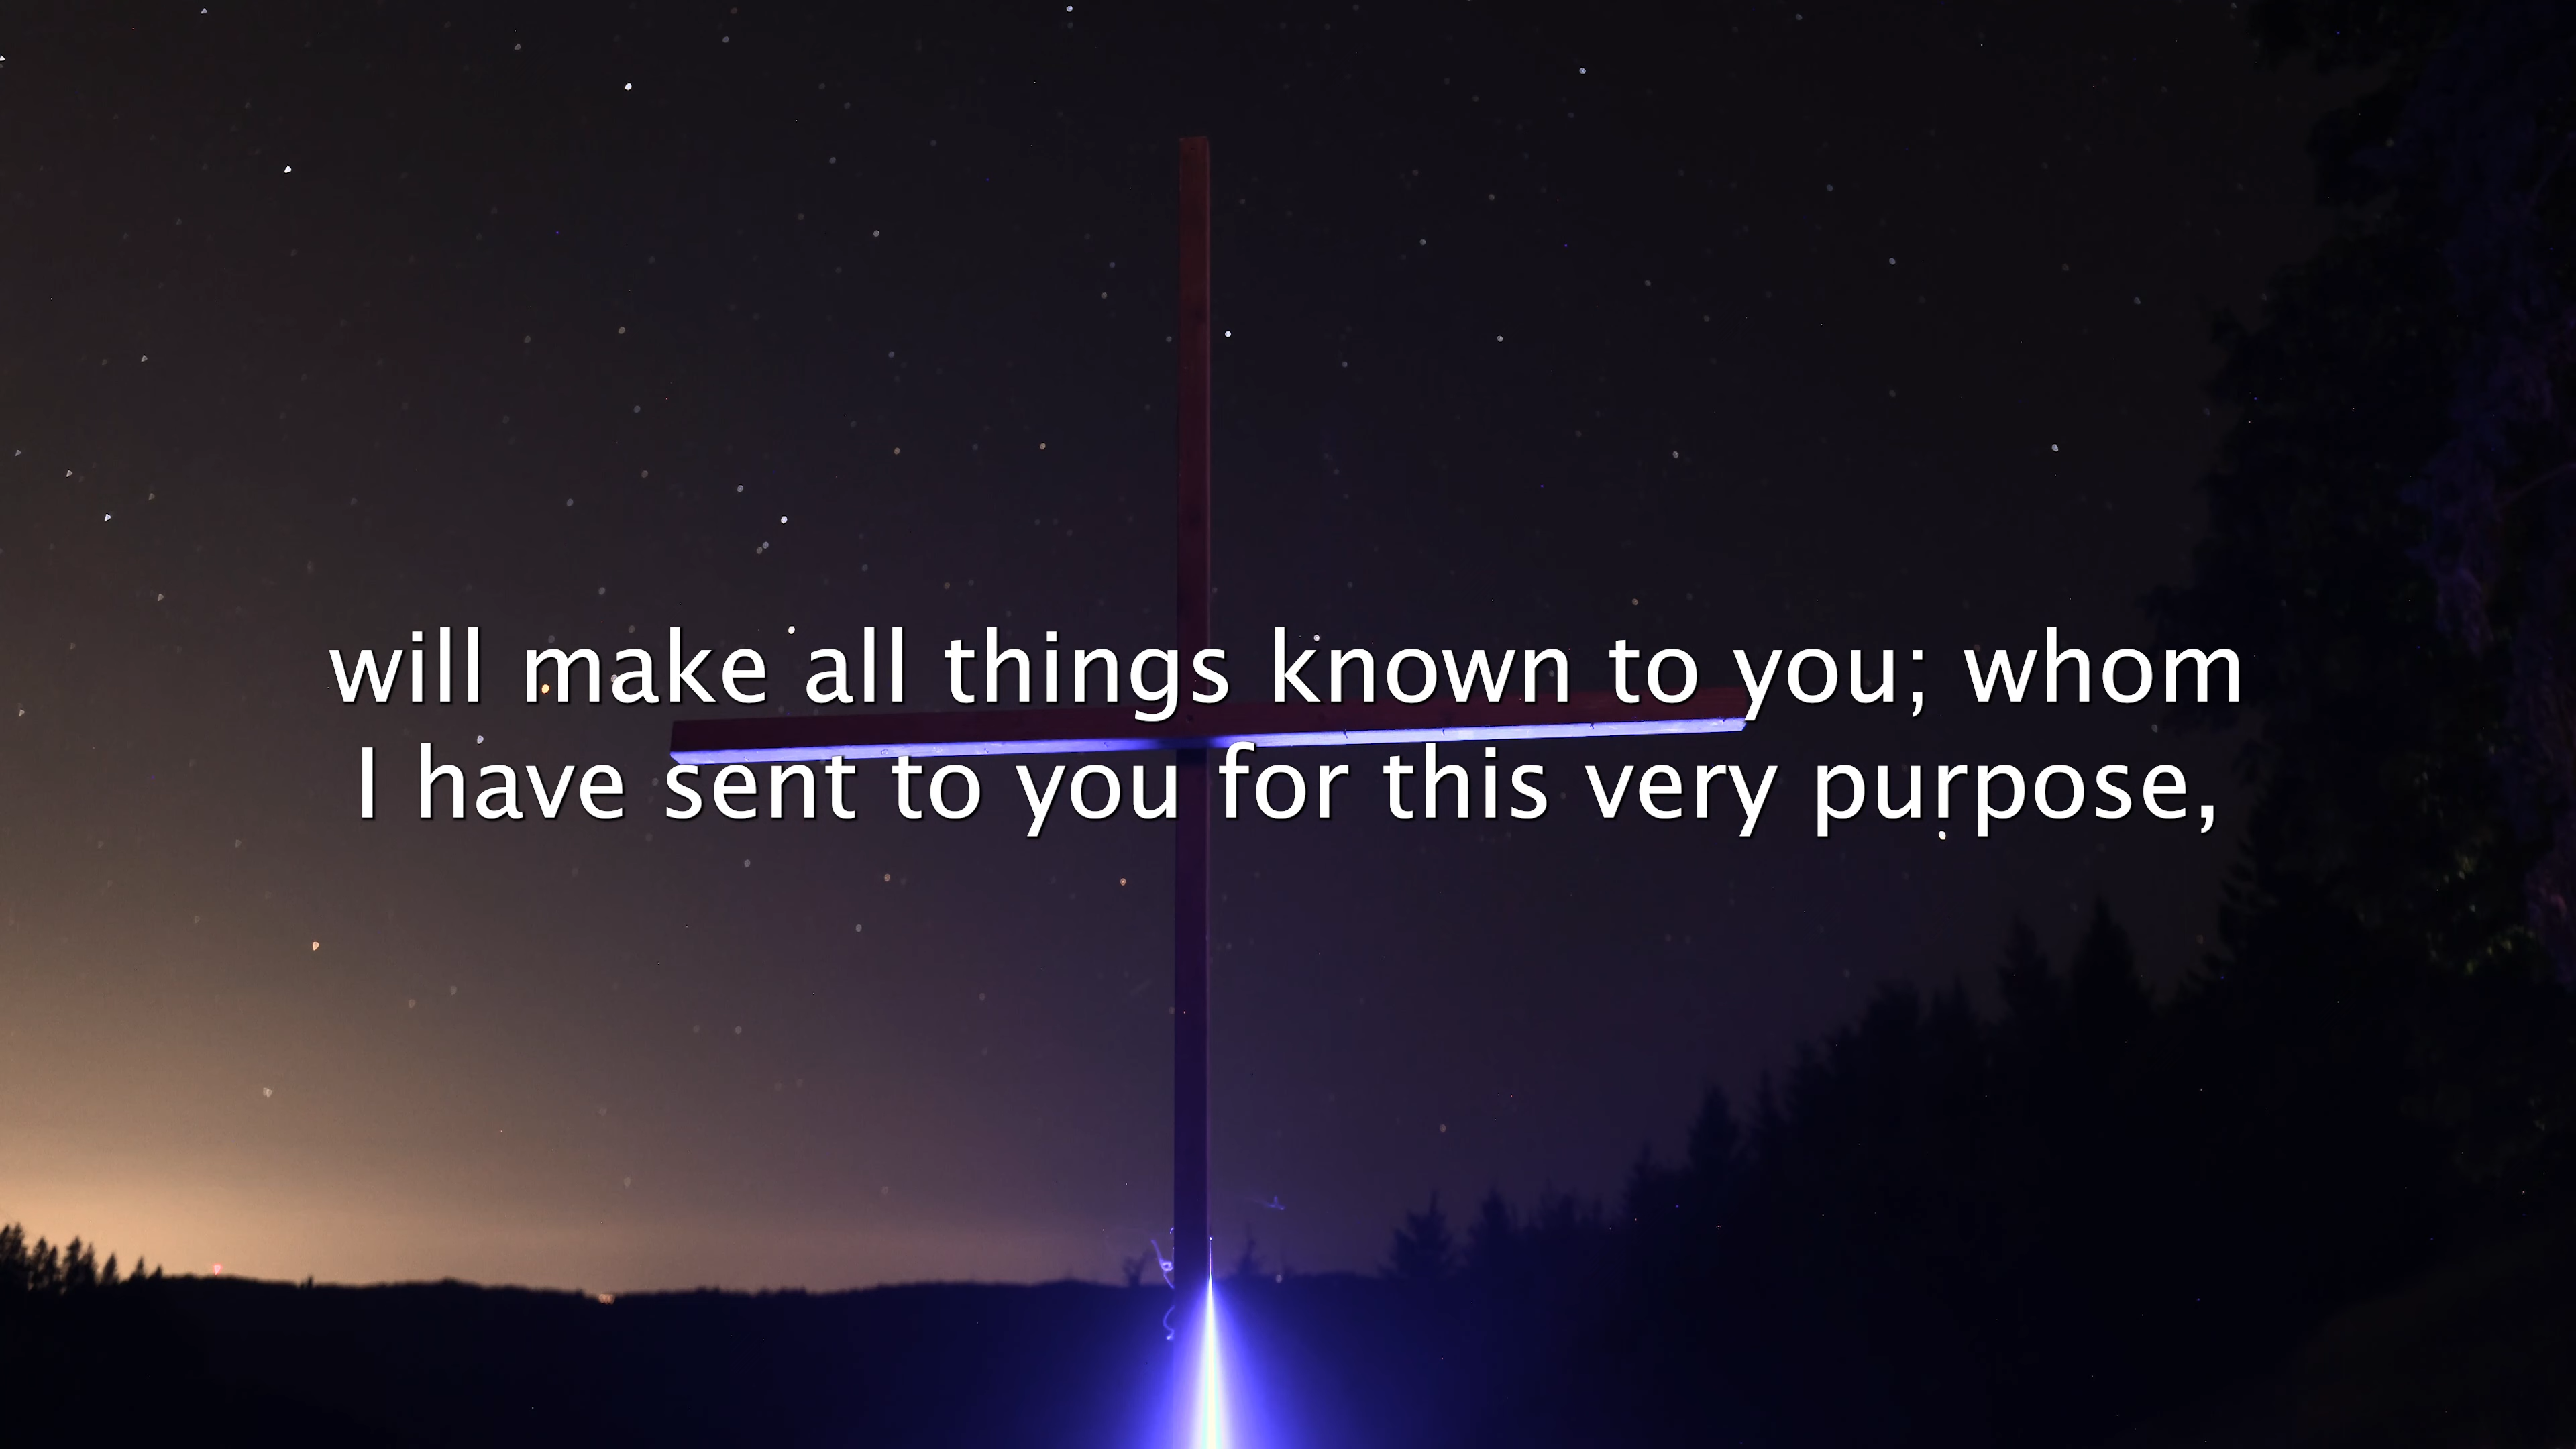 will make all things known to you; whom
I have sent to you for this very purpose,